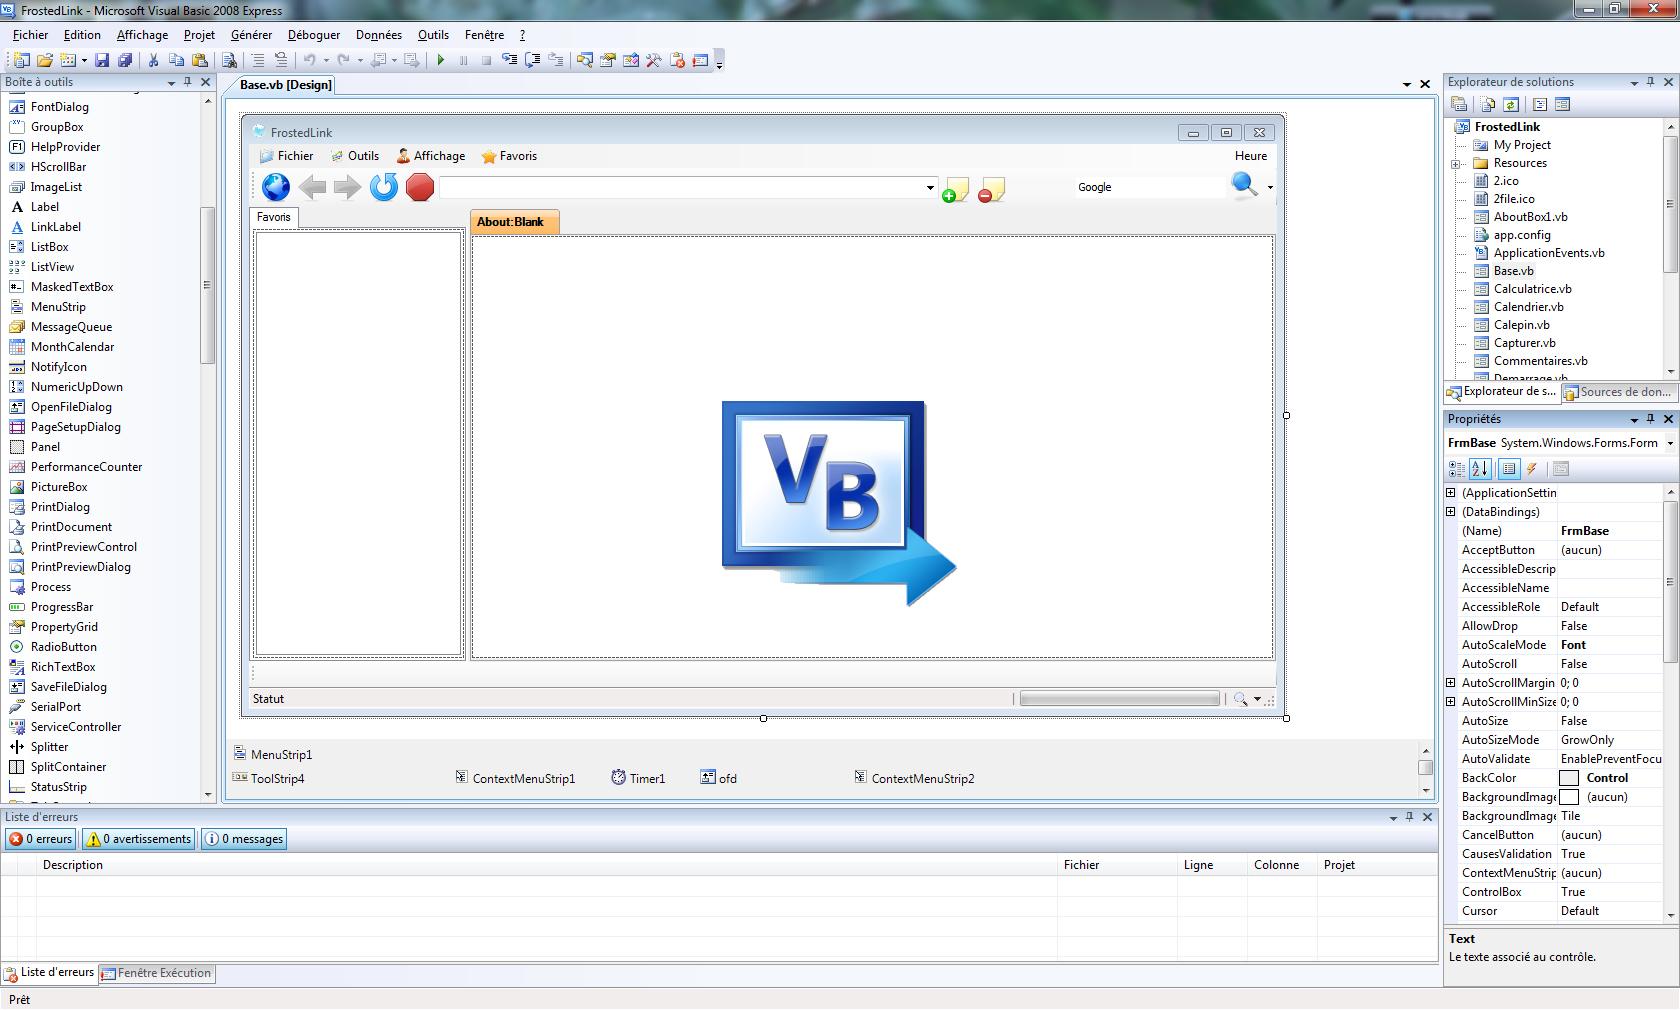 FrostedLink - Microsoft Visual Basic 2008 Express
Fichier Edition Affichage Projet Générer Déboguer Données Outils Fenêtre ?
Boîte à outils
FontDialog
GroupBox
HelpProvider
HScrollBar
ImageList
Label
LinkLabel
ListBox
ListView
MaskedTextBox
MenuStrip
MessageQueue
MonthCalendar
NotifyIcon
NumericUpDown
OpenFileDialog
PageSetupDialog
Panel
PerformanceCounter
PictureBox
PrintDialog
PrintDocument
PrintPreviewControl
PrintPreviewDialog
Process
ProgressBar
PropertyGrid
RadioButton
RichTextBox
SaveFileDialog
SerialPort
ServiceController
Splitter
SplitContainer
StatusStrip
Base.vb [Design]
FrostedLink
Fichier Outils Affichage Favoris Heure
Google
Favoris
About:Blank
VB
Statut
MenuStrip1
ToolStrip4 ContextMenuStrip1 Timer1 ofd ContextMenuStrip2
Explorateur de solutions
FrostedLink
My Project
Resources
2.ico
2file.ico
AboutBox1.vb
app.config
ApplicationEvents.vb
Base.vb
Calculatrice.vb
Calendrier.vb
Calepin.vb
Capturer.vb
Commentaires.vb
Demarrage.vb
Explorateur de s... Sources de don...
Propriétés
FrmBase System.Windows.Forms.Form
(ApplicationSettin
(DataBindings)
(Name) FrmBase
AcceptButton (aucun)
AccessibleDescrip
AccessibleName
AccessibleRole Default
AllowDrop False
AutoScaleMode Font
AutoScroll False
AutoScrollMargin 0; 0
AutoScrollMinSize 0; 0
AutoSize False
AutoSizeMode GrowOnly
AutoValidate EnablePreventFocu
BackColor Control
BackgroundImage (aucun)
BackgroundImage Tile
CancelButton (aucun)
CausesValidation True
ContextMenuStrip (aucun)
ControlBox True
Cursor Default
Text
Le texte associé au contrôle.
Liste d'erreurs
0 erreurs 0 avertissements 0 messages
Description Fichier Ligne Colonne Projet
Liste d'erreurs Fenêtre Exécution
Prêt